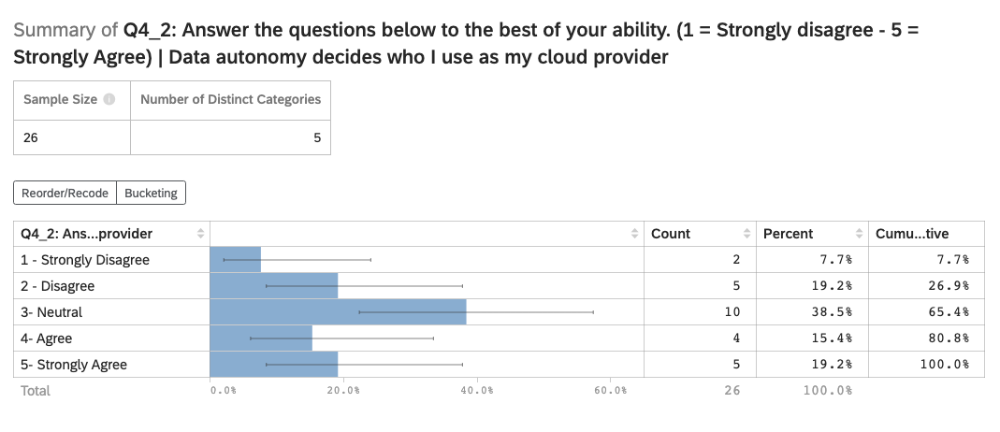 Summary of Q4_2: Answer the questions below to the best of your ability. (1 = Strongly disagree - 5 =
Strongly Agree) | Data autonomy decides who I use as my cloud provider
Sample Size Number of Distinct Categories
26 5
Reorder/Recode Bucketing
Q4_2: Ans...provider Count Percent Cumu...tive
1 - Strongly Disagree 2 7.7% 7.7%
2 - Disagree 5 19.2% 26.9%
3- Neutral 10 38.5% 65.4%
4- Agree 4 15.4% 80.8%
5- Strongly Agree 5 19.2% 100.0%
Total 0.0% 20.0% 40.0% 60.0% 26 100.0%